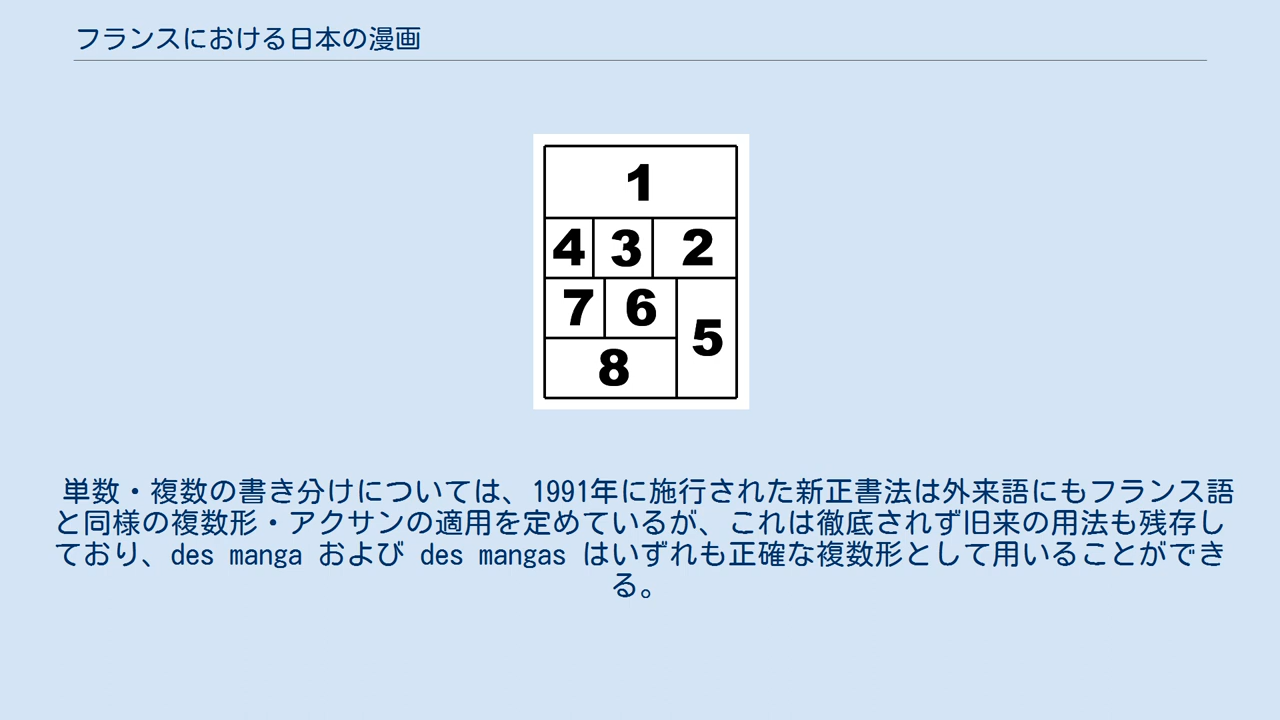 フランスにおける日本の漫画
1
4 3 2
7 6
5
8
単数・複数の書き分けについては、1991年に施行された新正書法は外来語にもフランス語
と同様の複数形・アクサンの適用を定めているが、これは徹底されず旧来の用法も残存し
ており、des manga および des mangas はいずれも正確な複数形として用いることができ
る。